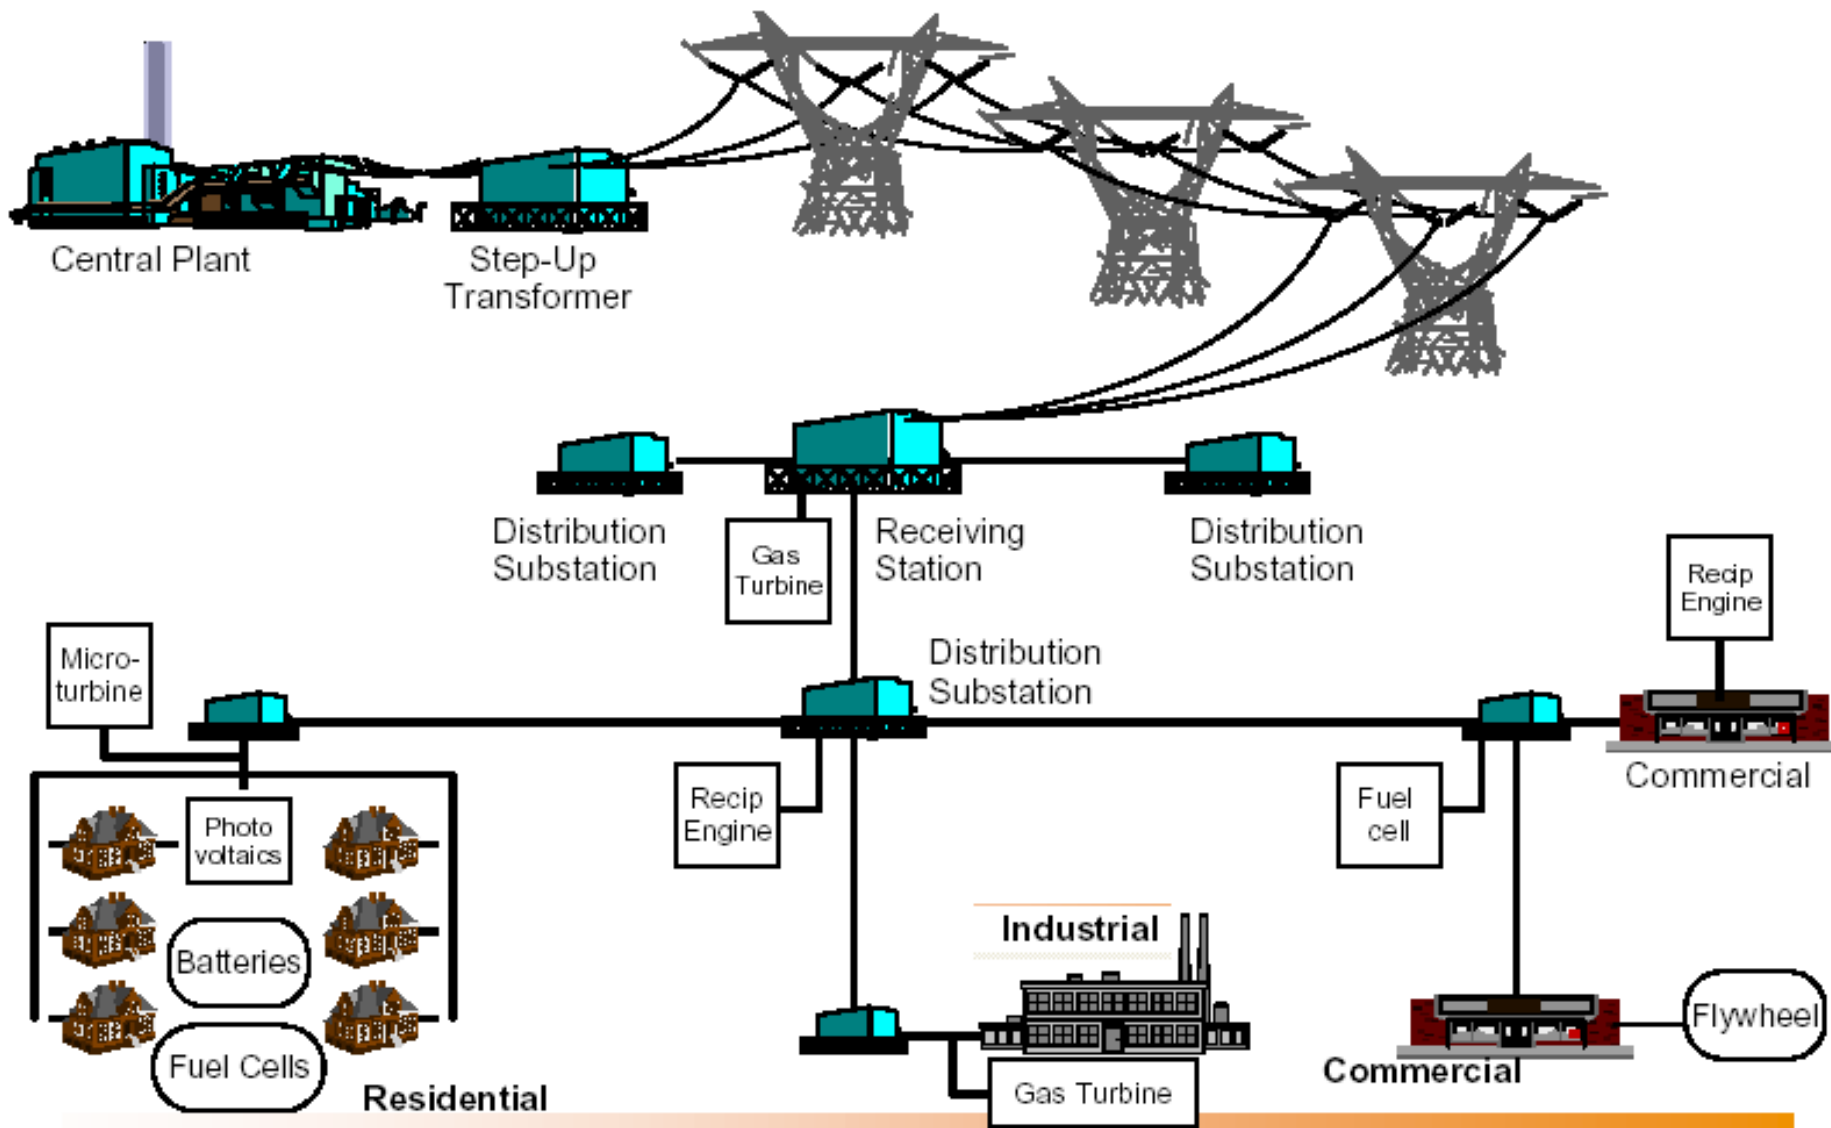 Central Plant
Step-Up
Transformer
Distribution
Substation
Gas
Turbine
Receiving
Station
Distribution
Substation
Recip
Engine
Micro-
turbine
Distribution
Substation
Commercial
Photo
voltaics
Recip
Engine
Fuel
cell
Batteries
Industrial
Flywheel
Fuel Cells
Residential
Gas Turbine
Commercial